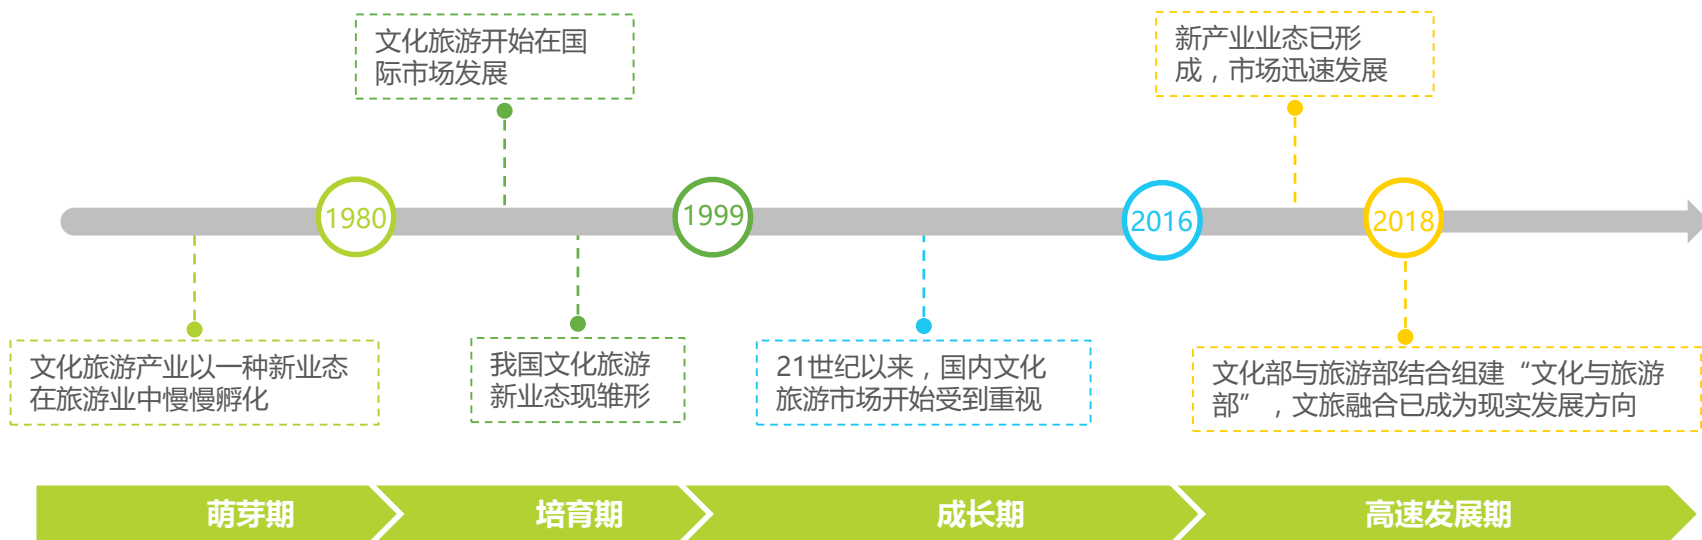 文化旅游开始在国
际市场发展
新产业业态已形
成，市场迅速发展
1980
1999
2016
2018
文化旅游产业以一种新业态
在旅游业中慢慢孵化
我国文化旅游
新业态现雏形
21世纪以来，国内文化
旅游市场开始受到重视
文化部与旅游部结合组建“文化与旅游
部”，文旅融合已成为现实发展方向
萌芽期
培育期
成长期
高速发展期